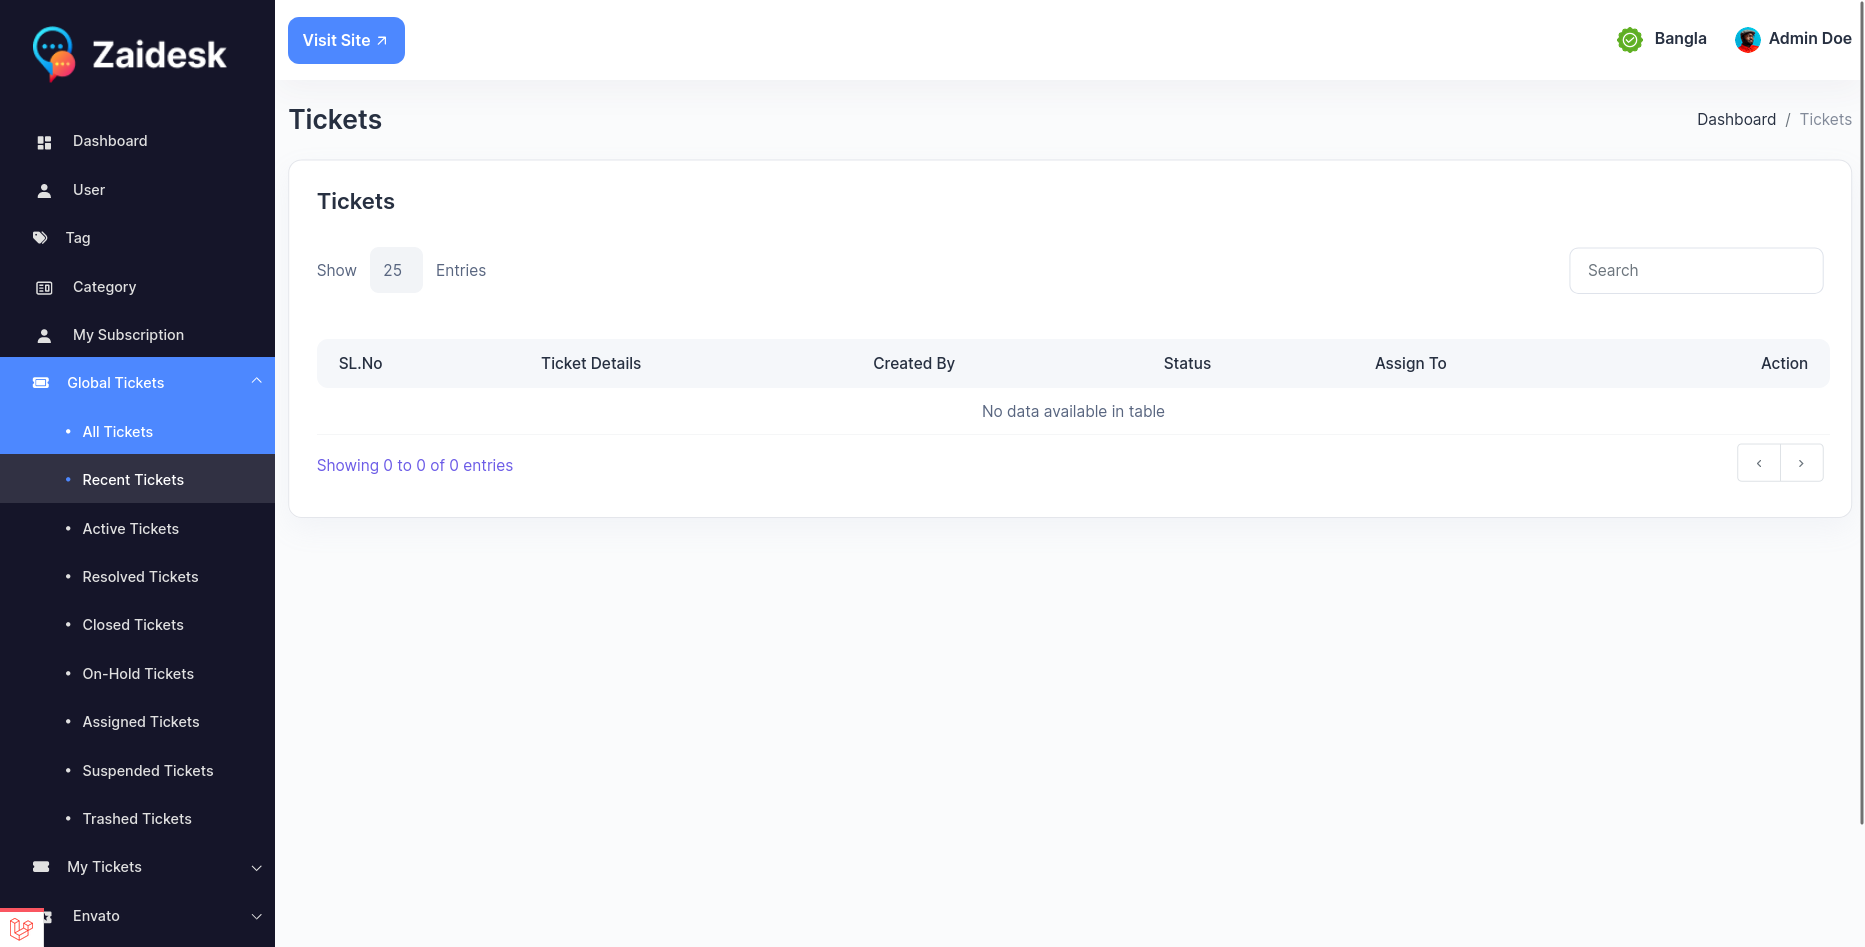 Zaidesk
Visit Site
Bangla
Admin Doe
Dashboard
User
Tag
Category
My Subscription
Global Tickets
All Tickets
Recent Tickets
Active Tickets
Resolved Tickets
Closed Tickets
On-Hold Tickets
Assigned Tickets
Suspended Tickets
Trashed Tickets
My Tickets
Envato
Tickets
Dashboard / Tickets
Tickets
Show 25 Entries
Search
SL.No Ticket Details Created By Status Assign To Action
No data available in table
Showing 0 to 0 of 0 entries